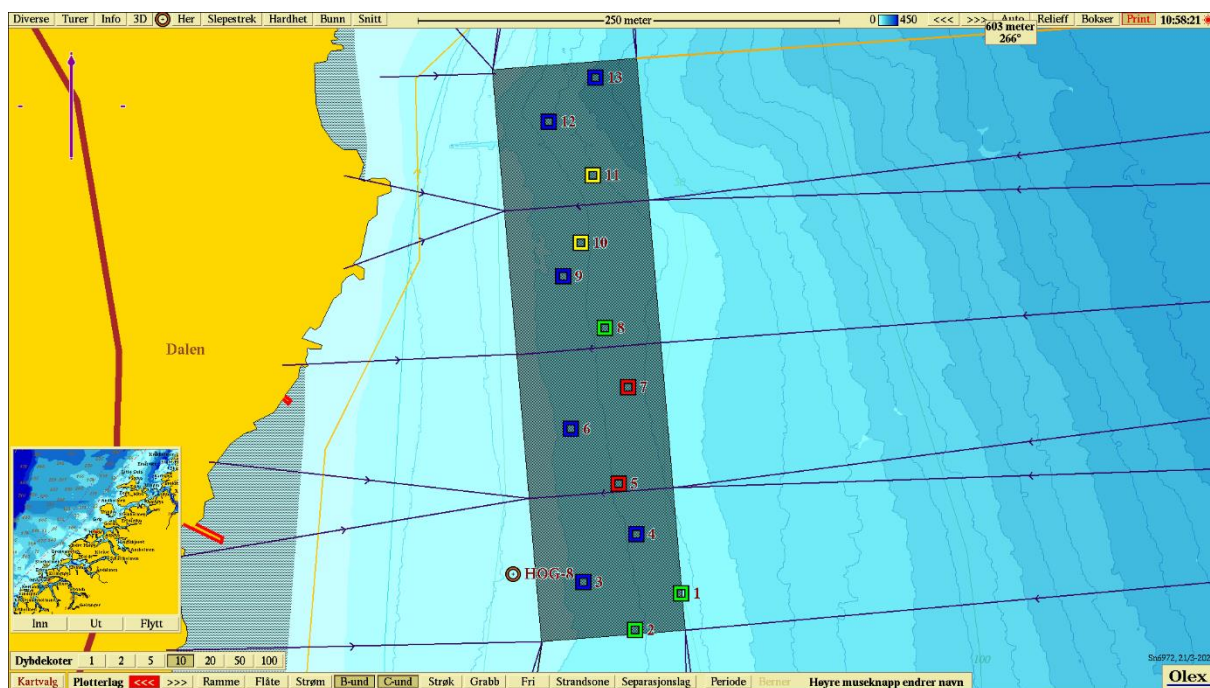 Diverse Turer Info 3D Her Slepestrek Hardhet Bunn Snitt 250 meter 0 450 <<< >>> Auto Relieff Bokser Print 10:58:21
603 meter
266°
13
12
11
10
9
8
Dalen
7
6
5
4
HOG-8
3
1
2
100
Inn Ut Flytt
Dybdekoter 1 2 5 10 20 50 100
Kartvalg Plotterlag <<< >>> Ramme Flåte Strøm B-und C-und Strøk Grabb Fri Strandsone Separasjonslag Periode Berner Høyre museknapp endrer navn Olex